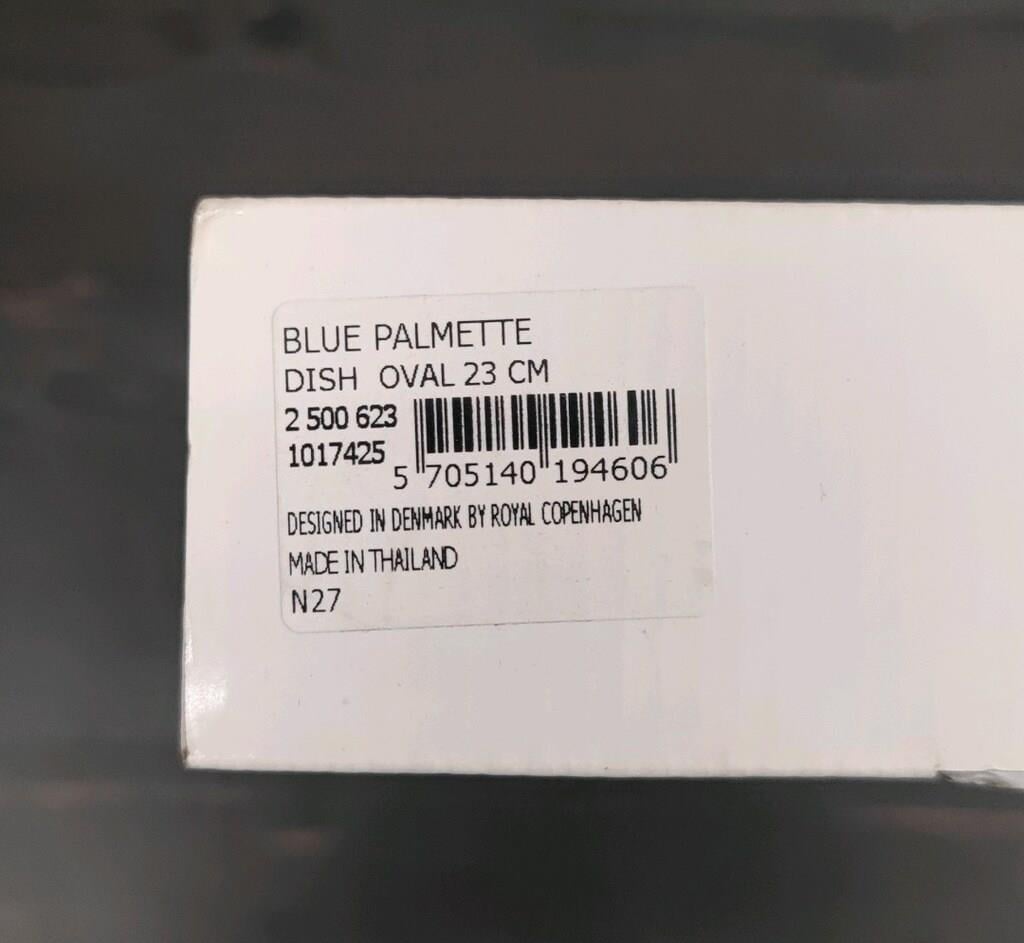 BLUE PALMETTE
DISH OVAL 23 CM
2 500 623
1017425
5 705140 194606
DESIGNED IN DENMARK BY ROYAL COPENHAGEN
MADE IN THAILAND
N27